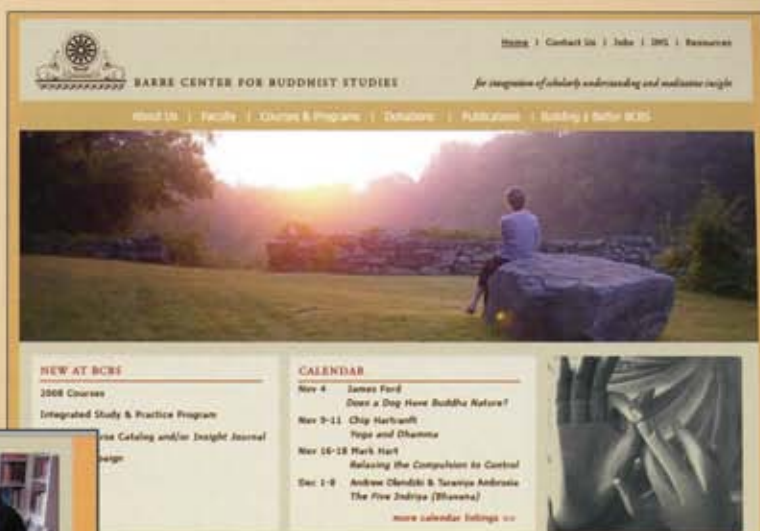 Home | Contact Us | Jobs | IMS | Resources
BARRE CENTER FOR BUDDHIST STUDIES
for integration of scholarly understanding and meditative insight
About Us | Faculty | Courses & Programs | Donations | Publications | Building a Better BCBS
NEW AT BCBS
2008 Courses
Integrated Study & Practice Program
Catalog and/or Insight Journal
CALENDAR
Nov 4 James Ford
Does a Dog Have Buddha Nature?
Nov 9-11 Chip Hartranft
Yoga and Dhamma
Nov 16-18 Mark Hart
Relaxing the Compulsion to Control
Dec 1-8 Andrew Olendzki & Taraniya Ambrosia
The Five Indriya (Bhavana)
more calendar listings >>